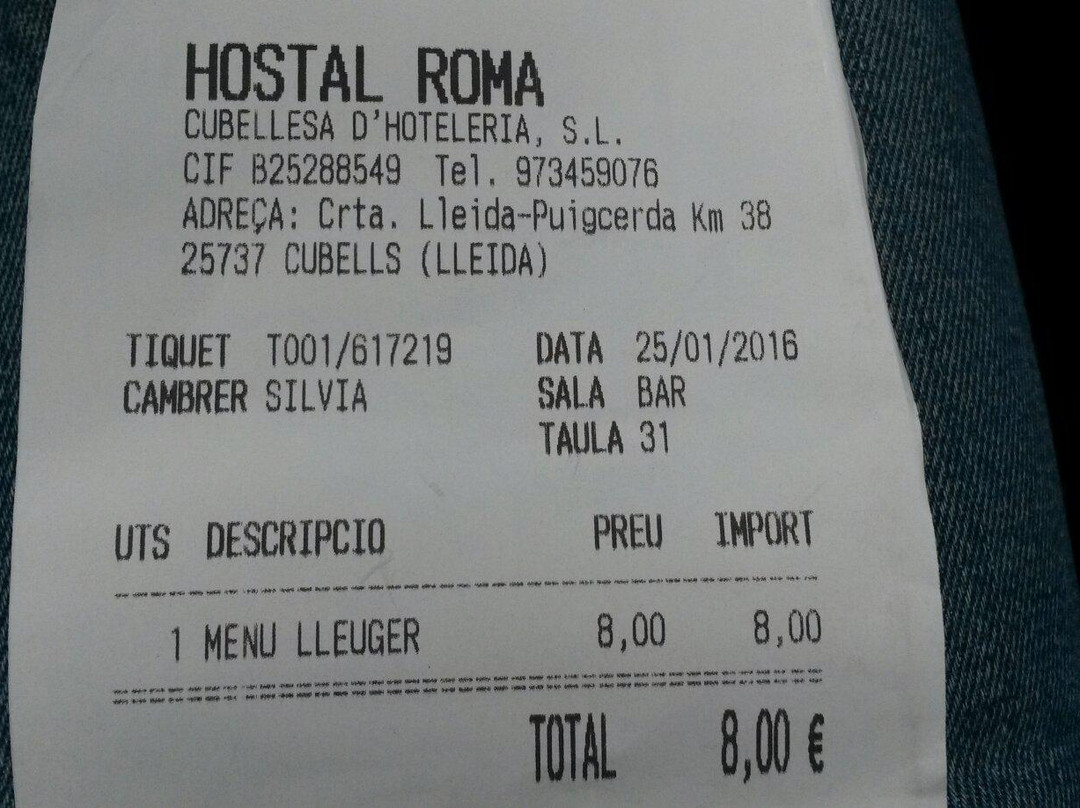 HOSTAL ROMA
CUBELLESA D'HOTELERIA, S.L.
CIF B25288549 Tel. 973459076
ADREÇA: Crta. Lleida-Puigcerda Km 38
25737 CUBELLS (LLEIDA)
TIQUET T001/617219 DATA 25/01/2016
CAMBRER SILVIA SALA BAR
TAULA 31
UTS DESCRIPCIO PREU IMPORT
1 MENU LLEUGER 8,00 8,00
TOTAL 8,00 €